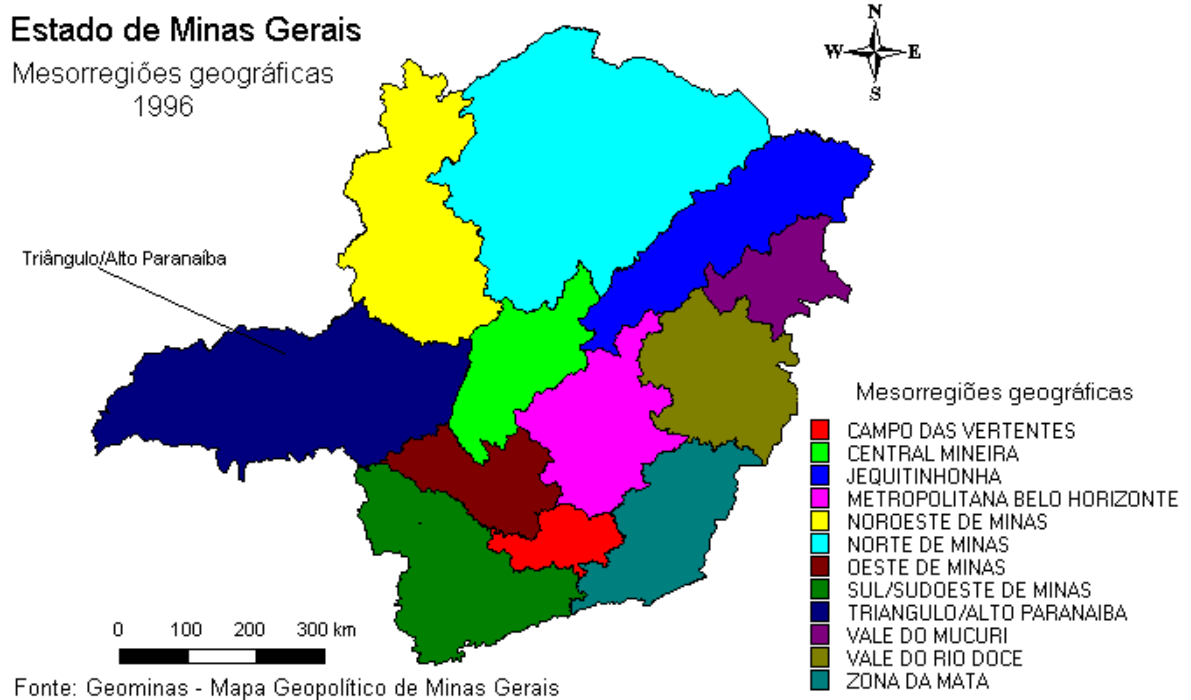 Estado de Minas Gerais
Mesorregiões geográficas
1996
N
W
E
S
Triângulo/Alto Paranaíba
Mesorregiões geográficas
CAMPO DAS VERTENTES
CENTRAL MINEIRA
JEQUITINHONHA
METROPOLITANA BELO HORIZONTE
NOROESTE DE MINAS
NORTE DE MINAS
OESTE DE MINAS
SUL/SUDOESTE DE MINAS
TRIANGULO/ALTO PARANAIBA
VALE DO MUCURI
VALE DO RIO DOCE
ZONA DA MATA
0 100 200 300 km
Fonte: Geominas - Mapa Geopolítico de Minas Gerais